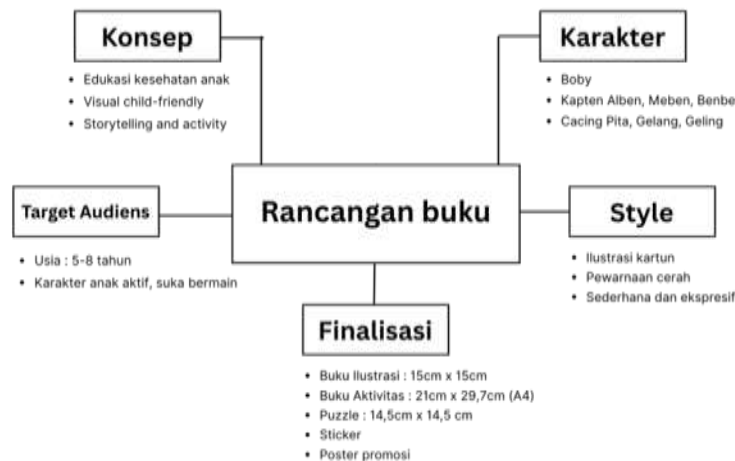 Konsep
• Edukasi kesehatan anak
• Visual child-friendly
• Storytelling and activity
Karakter
• Boby
• Kapten Alben, Meben, Benbe
• Cacing Pita, Gelang, Geling
Target Audiens
• Usia : 5-8 tahun
• Karakter anak aktif, suka bermain
Rancangan buku
Style
• Ilustrasi kartun
• Pewarnaan cerah
• Sederhana dan ekspresif
Finalisasi
• Buku Ilustrasi : 15cm x 15cm
• Buku Aktivitas : 21cm x 29,7cm (A4)
• Puzzle : 14,5cm x 14,5 cm
• Sticker
• Poster promosi